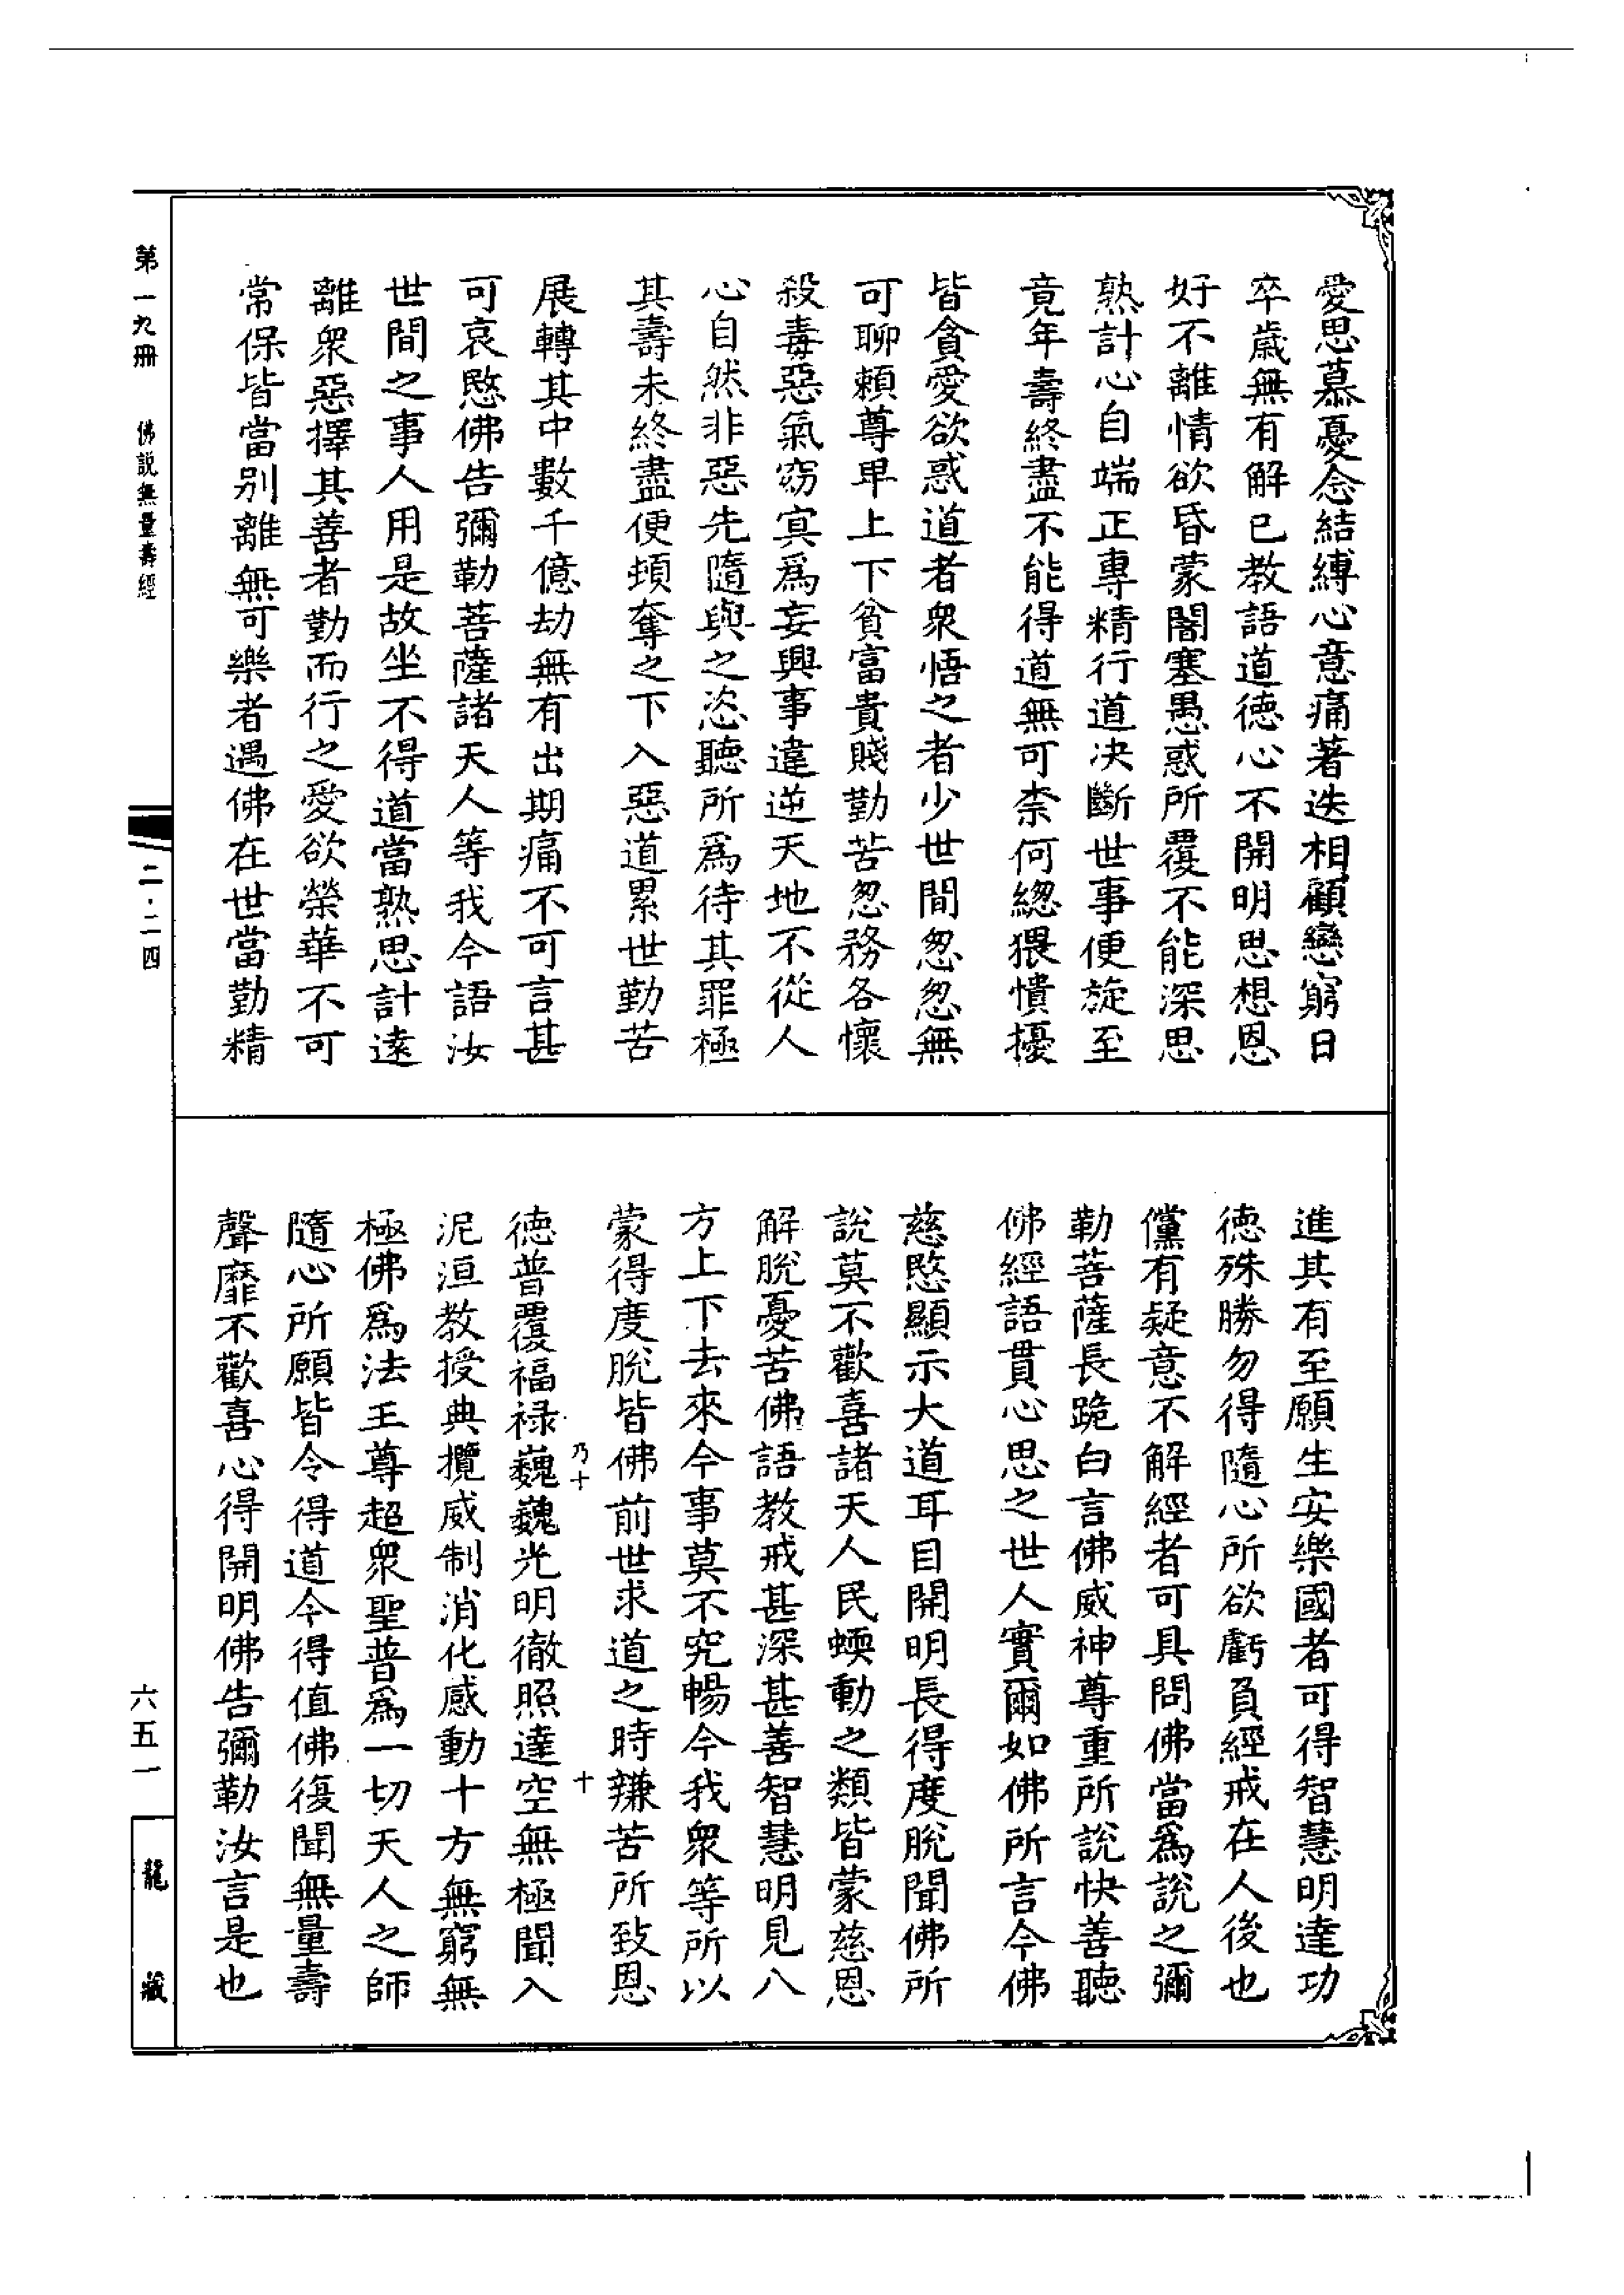 愛思慕憂念結縛心意痛著迭相顧戀窮日
卒歲無有解已教語道德心不開明思想恩
好不離情欲昏蒙闇塞愚惑所覆不能深思
熟計心自端正專精行道决斷世事便旋至
竟年壽終盡不能得道無可柰何緫猥憒擾
皆貪愛欲惑道者衆悟之者少世間怱怱無
可聊賴尊卑上下貧富貴賤勤苦怱務各懷
殺毒惡氣窈冥爲妄興事違逆天地不從人
心自然非惡先隨與之恣聽所爲待其罪極
其壽未終盡便頓奪之下入惡道累世勤苦
展轉其中數千億劫無有出期痛不可言甚
可哀愍佛告彌勒菩薩諸天人等我今語汝
世間之事人用是故坐不得道當熟思計遠
離衆惡擇其善者勤而行之愛欲榮華不可
常保皆當别離無可樂者遇佛在世當勤精
進其有至願生安樂國者可得智慧明達功
德殊勝勿得隨心所欲虧負經戒在人後也
儻有疑意不解經者可具問佛當爲說之彌
勒菩薩長跪白言佛威神尊重所說快善聽
佛經語貫心思之世人實爾如佛所言今佛
慈愍顯示大道耳目開明長得度脫聞佛所
說莫不歡喜諸天人民蝡動之類皆蒙慈恩
解脫憂苦佛語教戒甚深甚善智慧明見八
方上下去來今事莫不究暢今我衆等所以
蒙得度脫皆佛前世求道之時謙苦所致恩
乃十
十
德普覆福祿巍巍光明徹照達空無極開入
泥洹教授典攬威制消化感動十方無窮無
極佛爲法王尊超衆聖普爲一切天人之師
隨心所願皆令得道今得值佛復聞無量壽
聲靡不歡喜心得開明佛告彌勒汝言是也
第一九冊
佛說無量壽經
二·二四
六五一
龍藏